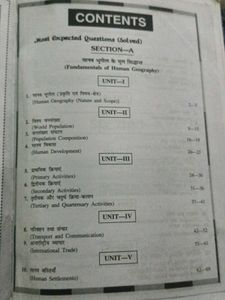 CONTENTS
Most Expected Questions (Solved)
SECTION—A
मानव भूगोल के मूल सिद्धान्त
(Fundamentals of Human Geography)
UNIT—I
1. मानव भूगोल (प्रकृति एवं विषय-क्षेत्र)
(Human Geography (Nature and Scope))
UNIT—II
2. विश्व जनसंख्या
(World Population)
3. जनसंख्या संघटन
(Population Composition)
4. मानव विकास
(Human Development)
UNIT—III
5. प्राथमिक क्रियाएं
(Primary Activities)
6. द्वितीयक क्रियाएं
(Secondary Activities)
7. तृतीयक और चतुर्थ
(Tertiary and Quaternary Activities)
UNIT—IV
8. परिवहन तथा संचार
(Transport and Communication)
9. अन्तर्राष्ट्रीय व्यापार
(International Trade)
UNIT—V
10. मानव बस्तियाँ
(Human Settlements)